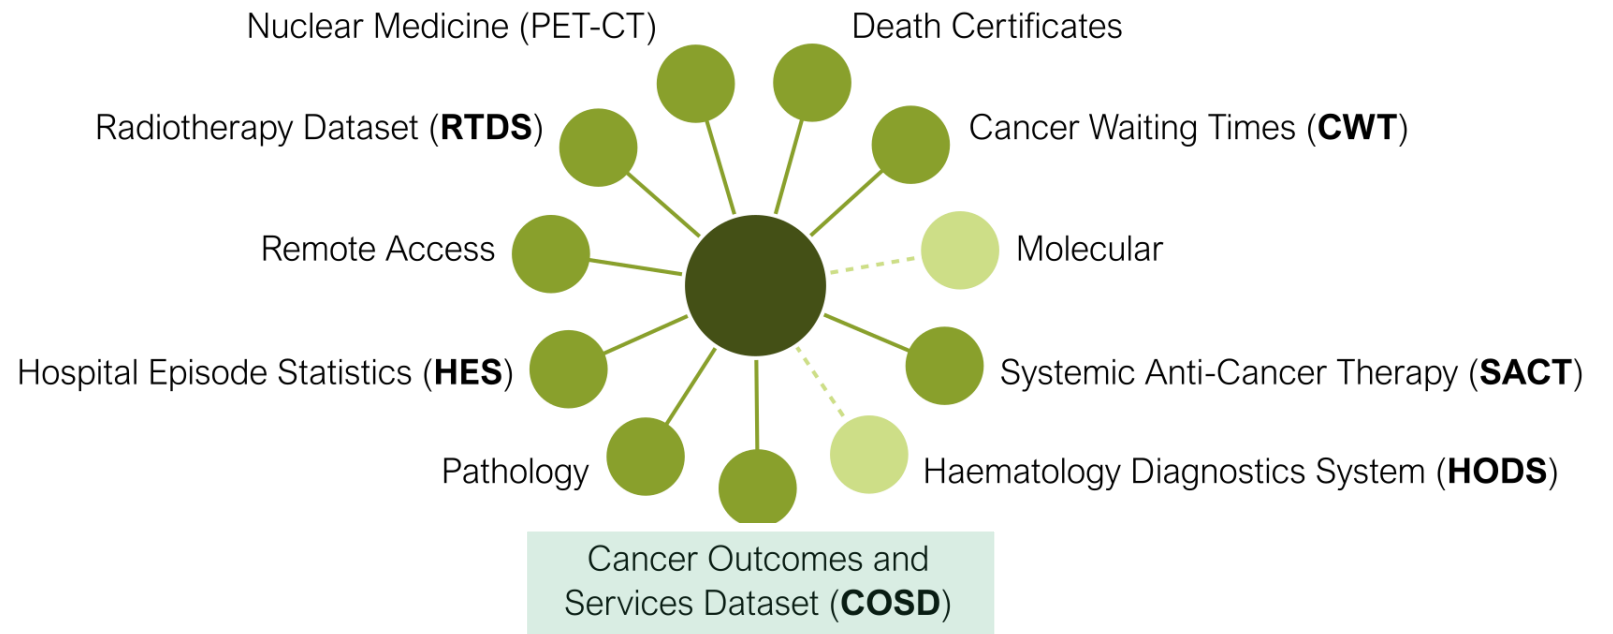 Nuclear Medicine (PET-CT)
Death Certificates
Radiotherapy Dataset (RTDS)
Cancer Waiting Times (CWT)
Remote Access
Molecular
Hospital Episode Statistics (HES)
Systemic Anti-Cancer Therapy (SACT)
Pathology
Haematology Diagnostics System (HODS)
Cancer Outcomes and
Services Dataset (COSD)